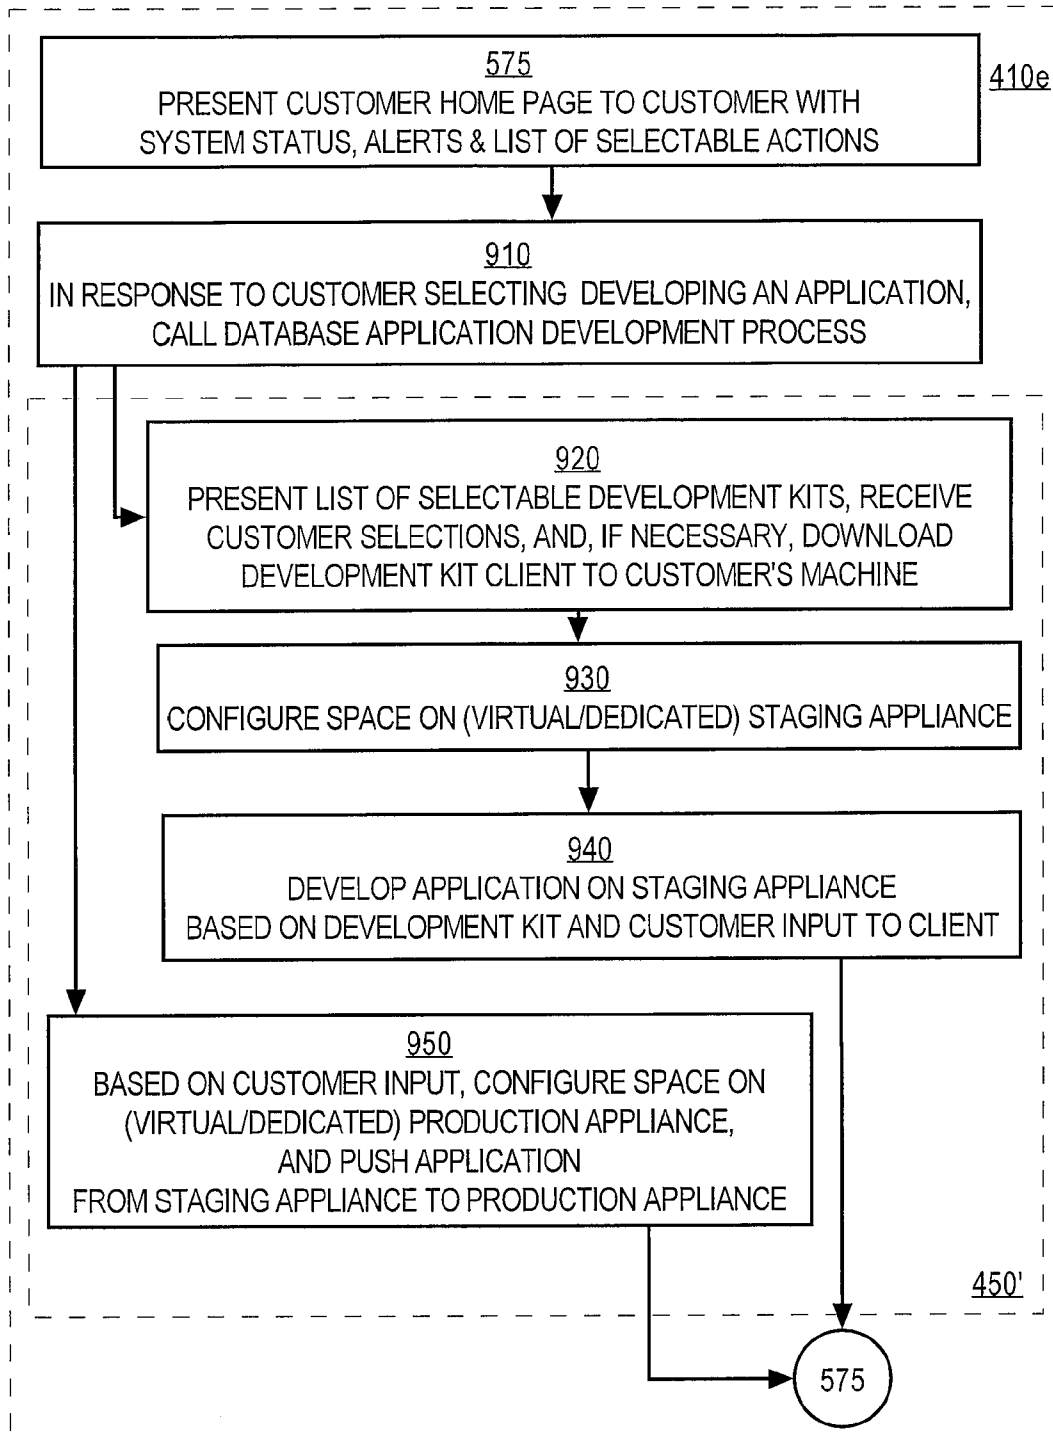 575
PRESENT CUSTOMER HOME PAGE TO CUSTOMER WITH
SYSTEM STATUS, ALERTS & LIST OF SELECTABLE ACTIONS
410e
910
IN RESPONSE TO CUSTOMER SELECTING DEVELOPING AN APPLICATION,
CALL DATABASE APPLICATION DEVELOPMENT PROCESS
920
PRESENT LIST OF SELECTABLE DEVELOPMENT KITS, RECEIVE
CUSTOMER SELECTIONS, AND, IF NECESSARY, DOWNLOAD
DEVELOPMENT KIT CLIENT TO CUSTOMER'S MACHINE
930
CONFIGURE SPACE ON (VIRTUAL/DEDICATED) STAGING APPLIANCE
940
DEVELOP APPLICATION ON STAGING APPLIANCE
BASED ON DEVELOPMENT KIT AND CUSTOMER INPUT TO CLIENT
950
BASED ON CUSTOMER INPUT, CONFIGURE SPACE ON
(VIRTUAL/DEDICATED) PRODUCTION APPLIANCE,
AND PUSH APPLICATION
FROM STAGING APPLIANCE TO PRODUCTION APPLIANCE
450'
575